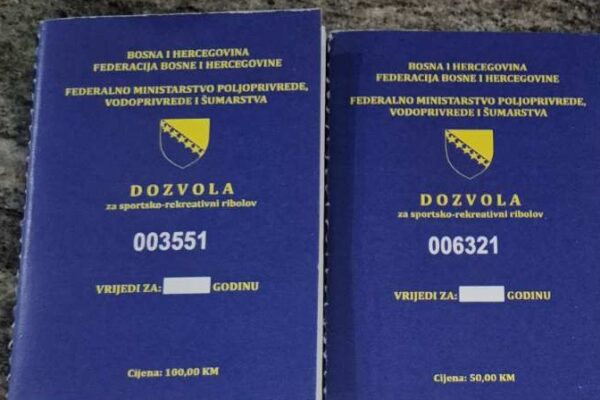 BOSNA I HERCEGOVINA
FEDERACIJA BOSNE I HERCEGOVINE
FEDERALNO MINISTARSTVO POLJOPRIVREDE,
VODOPRIVREDE I ŠUMARSTVA
DOZVOLA
za sportsko-rekreativni ribolov
003551
VRIJEDI ZA: GODINU
Cijena: 100,00 KM
BOSNA I HERCEGOVINA
FEDERACIJA BOSNE I HERCEGOVINE
FEDERALNO MINISTARSTVO POLJOPRIVREDE,
VODOPRIVREDE I ŠUMARSTVA
DOZVOLA
za sportsko-rekreativni ribolov
006321
VRIJEDI ZA: GODINU
Cijena: 50,00 KM